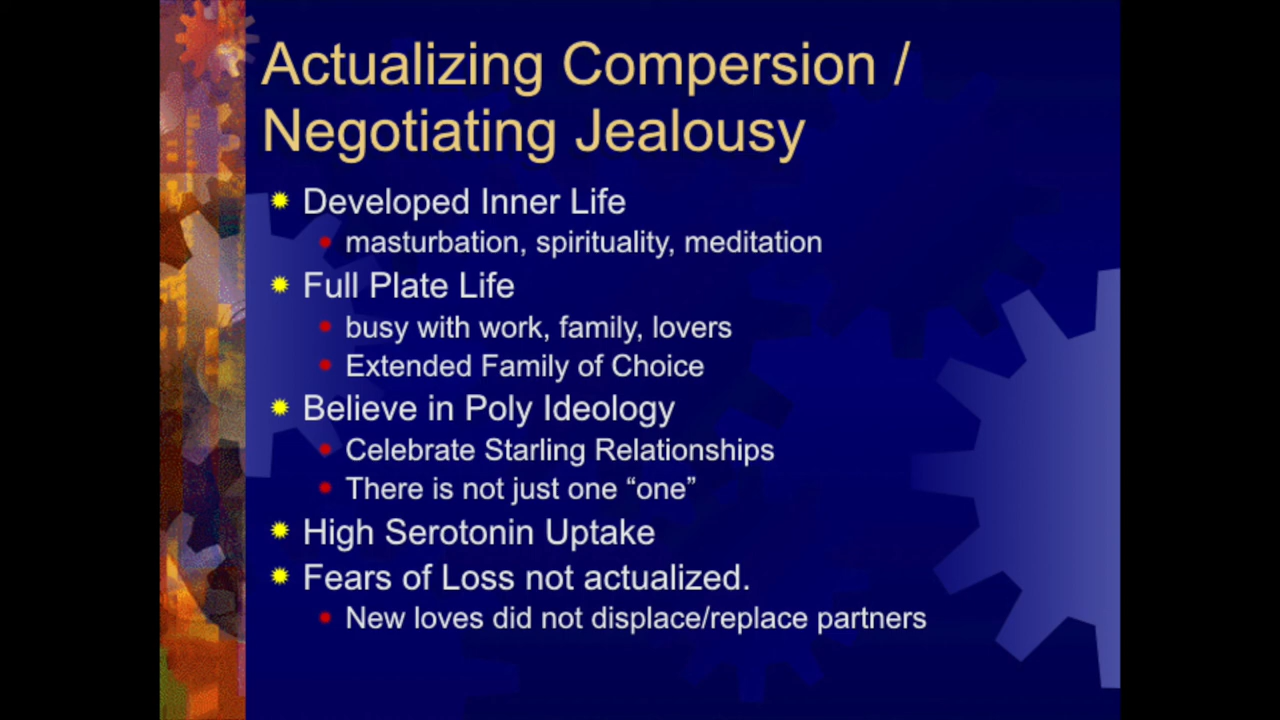 Actualizing Compersion /
Negotiating Jealousy
Developed Inner Life
masturbation, spirituality, meditation
Full Plate Life
busy with work, family, lovers
Extended Family of Choice
Believe in Poly Ideology
Celebrate Starling Relationships
There is not just one “one”
High Serotonin Uptake
Fears of Loss not actualized.
New loves did not displace/replace partners